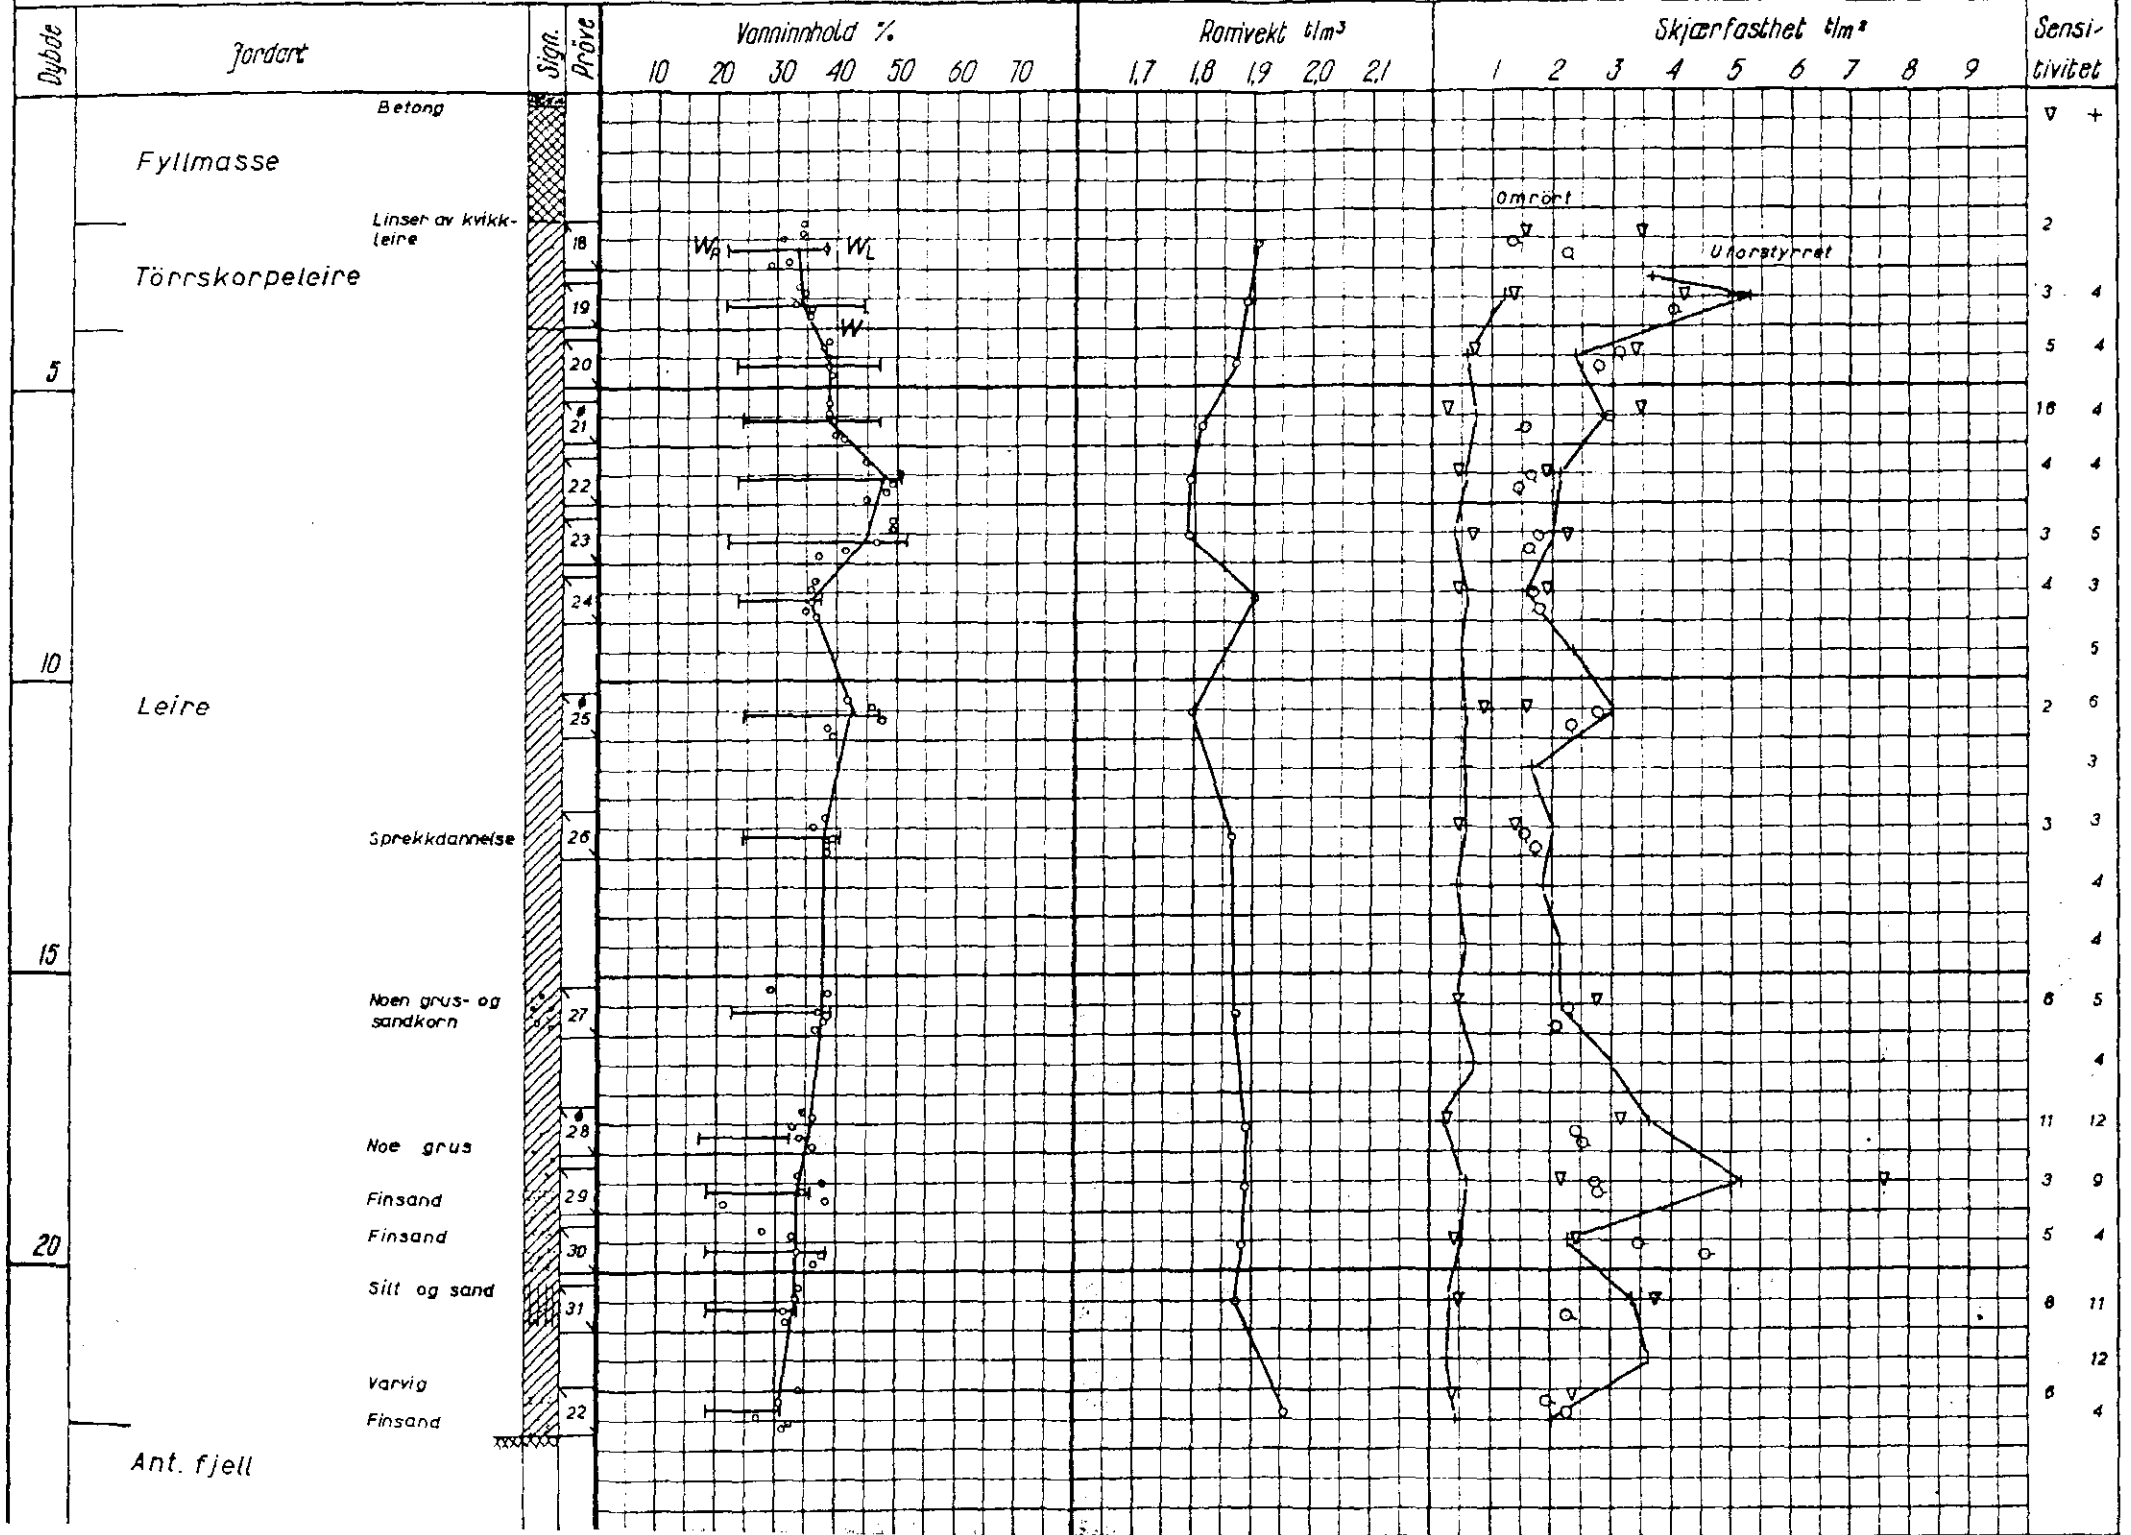 Dybde Jordart Sign. Pröve Vanninnhold % Romvekt t/m³ Skjærfasthet t/m² Sensi-
10 20 30 40 50 60 70 1,7 1,8 1,9 2,0 2,1 1 2 3 4 5 6 7 8 9 tivitet
Betong ▽ +
Fyllmasse
Omrört
Linser av kvikk- 2
leire 18 Wp WL
Uforstyrret
Törrskorpeleire
19 3 4
W
20 5 4
5
21 16 4
22 4 4
23 3 5
24 4 3
5
10
Leire 25 2 6
3
Sprekkdannelse 26 3 3
4
4
15
Noen grus- og 6 5
sandkorn 27
4
28 11 12
Noe grus
29 3 9
Finsand
Finsand 5 4
20 30
Silt og sand
31 8 11
12
Varvig 6
22 4
Finsand
Ant. fjell